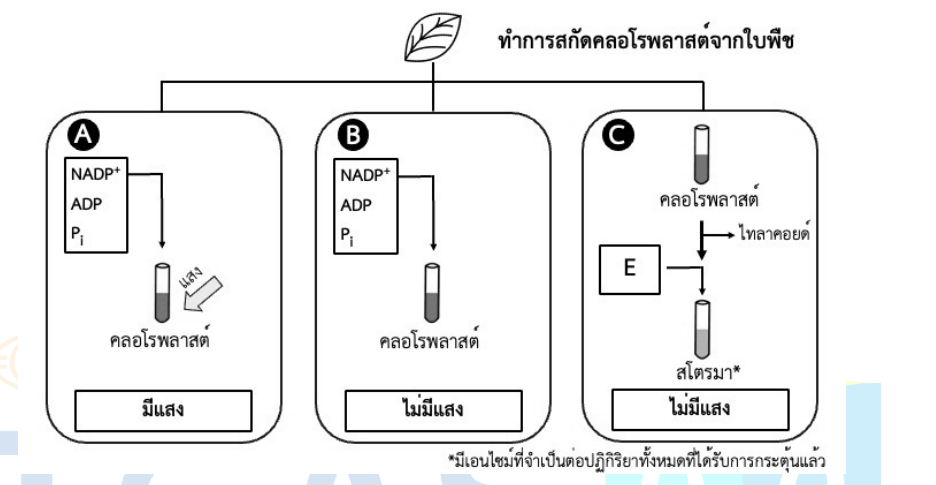 ทำการสกัดคลอโรพลาสต์จากใบพืช
A
NADP⁺
ADP
Pᵢ
แสง
คลอโรพลาสต์
มีแสง
B
NADP⁺
ADP
Pᵢ
คลอโรพลาสต์
ไม่มีแสง
C
คลอโรพลาสต์
ไทลาคอยด์
E
สโตรมา*
ไม่มีแสง
*มีเอนไซม์ที่จำเป็นต่อปฏิกิริยาทั้งหมดที่ได้รับการกระตุ้นแล้ว